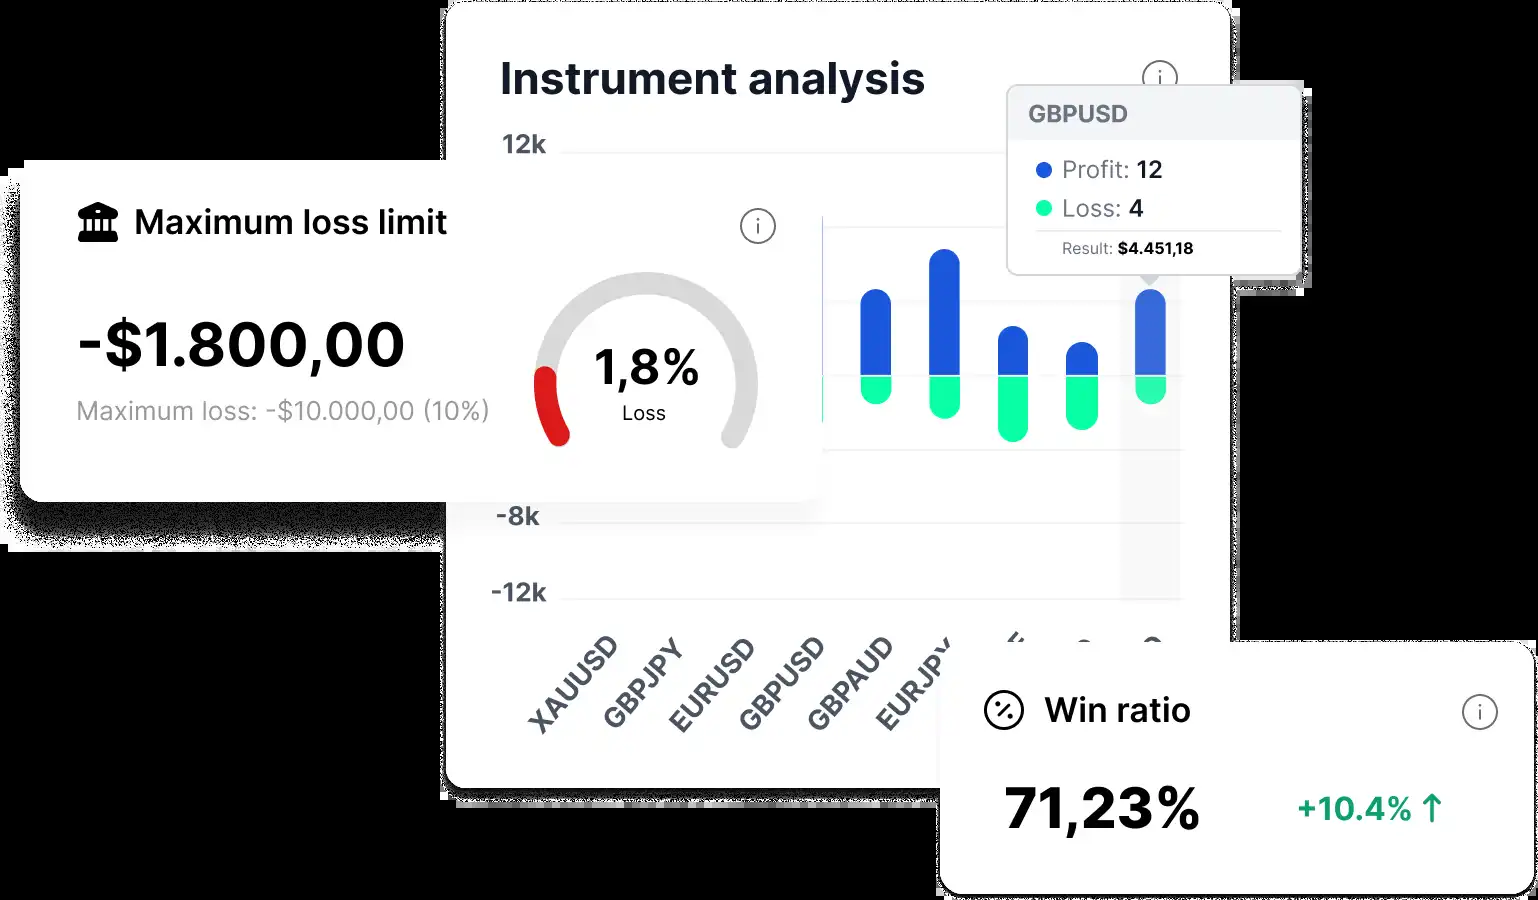 Instrument analysis
12k
GBPUSD
Profit: 12
Loss: 4
Result: $4.451,18
Maximum loss limit
-$1.800,00
Maximum loss: -$10.000,00 (10%)
1,8%
Loss
-8k
-12k
XAUUSD
GBPJPY
EURUSD
GBPUSD
GBPAUD
EURJPY
Win ratio
71,23%
+10.4%